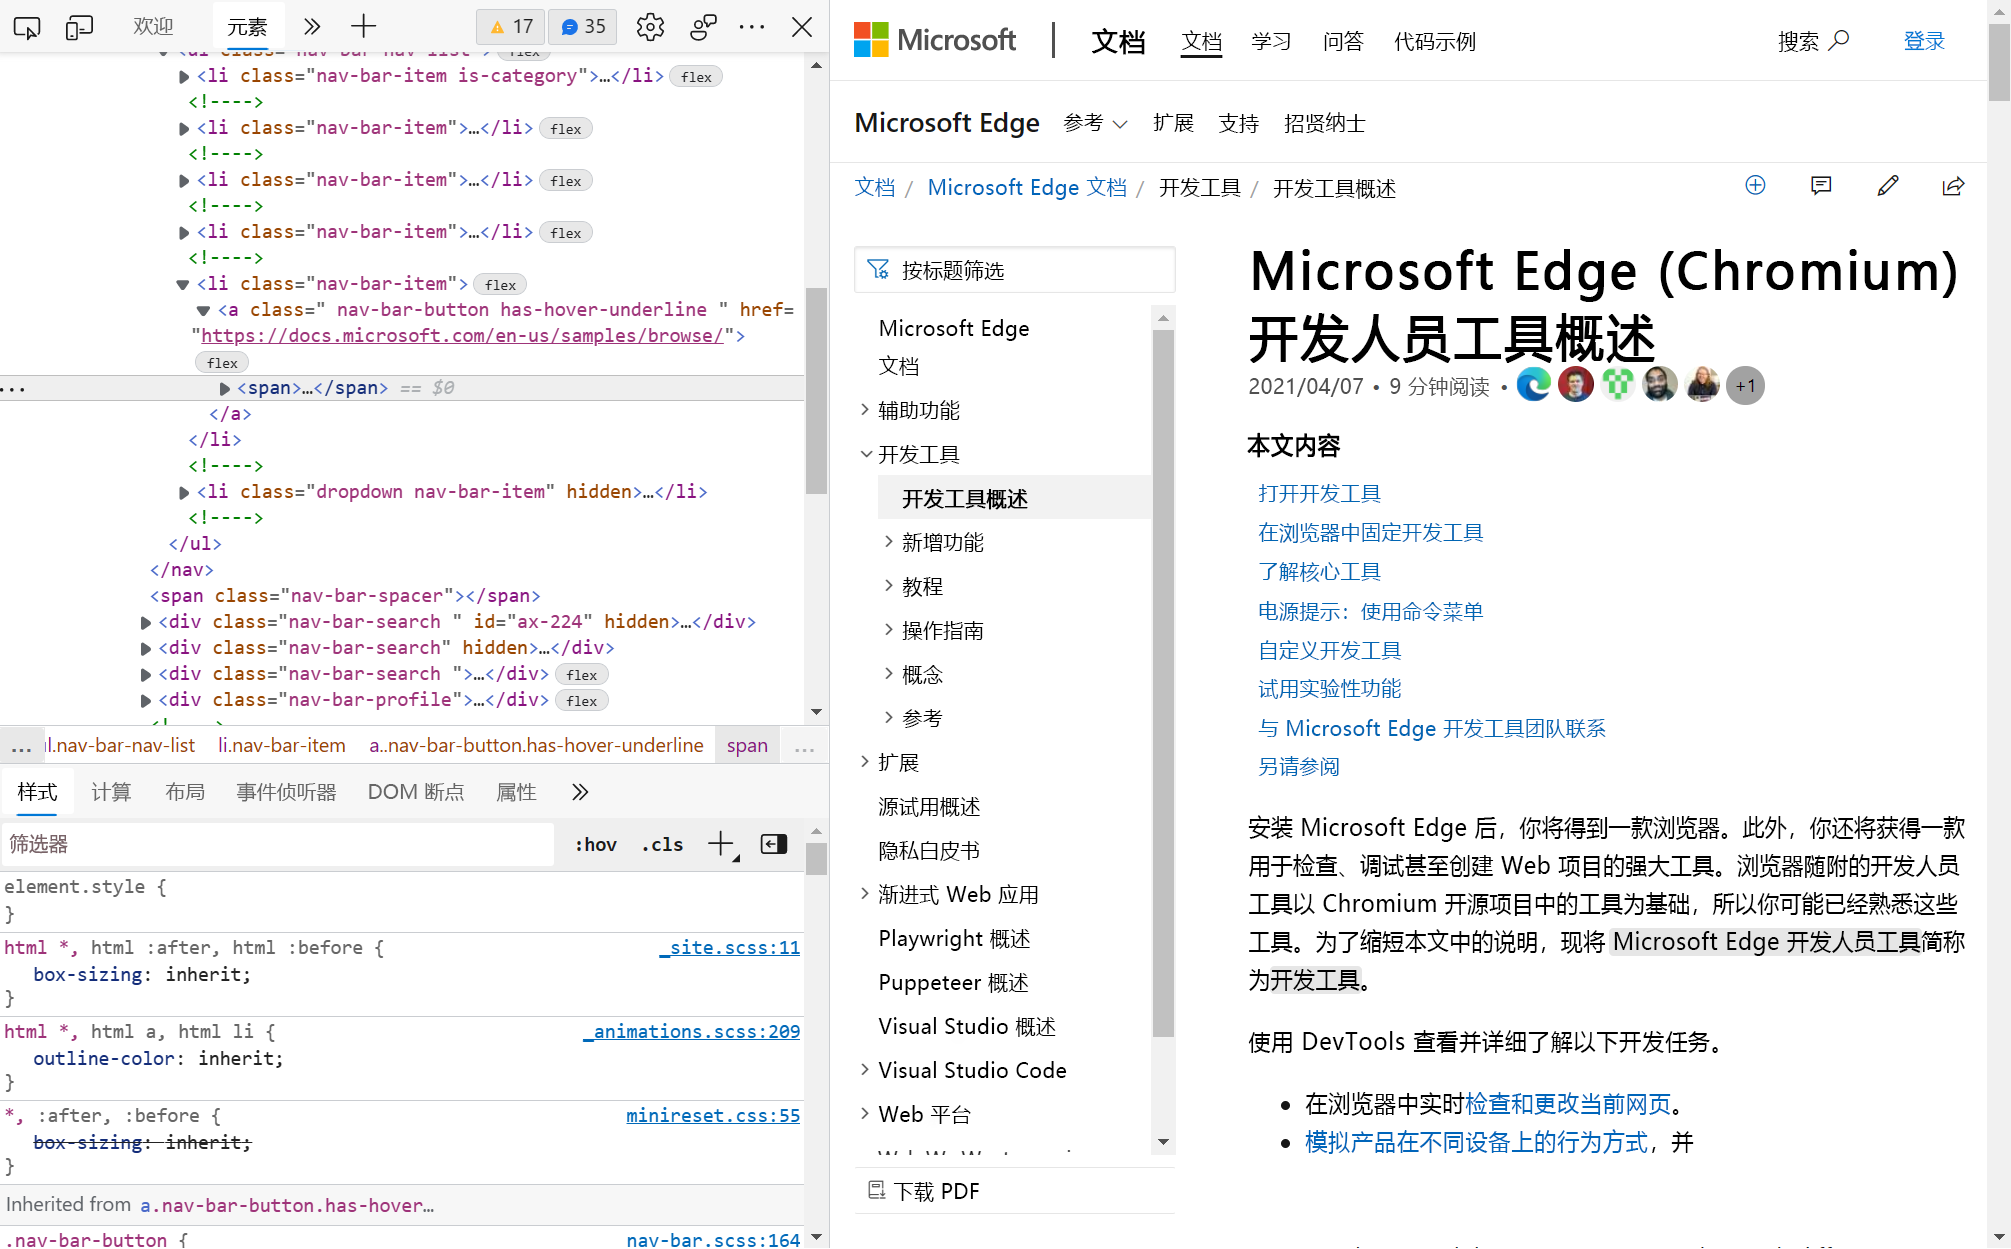 欢迎 元素 17 35
<ul class="nav-bar-nav-list"> flex
<li class="nav-bar-item is-category">…</li> flex
<!---->
<li class="nav-bar-item">…</li> flex
<!---->
<li class="nav-bar-item">…</li> flex
<!---->
<li class="nav-bar-item">…</li> flex
<!---->
<li class="nav-bar-item"> flex
<a class=" nav-bar-button has-hover-underline " href=
"https://docs.microsoft.com/en-us/samples/browse/">
flex
… <span>…</span> == $0
</a>
</li>
<!---->
<li class="dropdown nav-bar-item" hidden>…</li>
<!---->
</ul>
</nav>
<span class="nav-bar-spacer"></span>
<div class="nav-bar-search " id="ax-224" hidden>…</div>
<div class="nav-bar-search" hidden>…</div>
<div class="nav-bar-search ">…</div> flex
<div class="nav-bar-profile">…</div> flex
<!---->
… ul.nav-bar-nav-list li.nav-bar-item a..nav-bar-button.has-hover-underline span …
样式 计算 布局 事件侦听器 DOM 断点 属性
筛选器 :hov .cls
element.style {
}
html *, html :after, html :before { _site.scss:11
box-sizing: inherit;
}
html *, html a, html li { _animations.scss:209
outline-color: inherit;
}
*, :after, :before { minireset.css:55
box-sizing: inherit;
}
Inherited from a.nav-bar-button.has-hover…
.nav-bar-button { nav-bar.scss:164
Microsoft 文档 文档 学习 问答 代码示例 搜索 登录
Microsoft Edge 参考 扩展 支持 招贤纳士
文档 / Microsoft Edge 文档 / 开发工具 / 开发工具概述
按标题筛选
Microsoft Edge
文档
辅助功能
开发工具
开发工具概述
新增功能
教程
操作指南
概念
参考
扩展
源试用概述
隐私白皮书
渐进式 Web 应用
Playwright 概述
Puppeteer 概述
Visual Studio 概述
Visual Studio Code
Web 平台
下载 PDF
Microsoft Edge (Chromium)
开发人员工具概述
2021/04/07 • 9 分钟阅读 • +1
本文内容
打开开发工具
在浏览器中固定开发工具
了解核心工具
电源提示：使用命令菜单
自定义开发工具
试用实验性功能
与 Microsoft Edge 开发工具团队联系
另请参阅
安装 Microsoft Edge 后，你将得到一款浏览器。此外，你还将获得一款
用于检查、调试甚至创建 Web 项目的强大工具。浏览器随附的开发人员
工具以 Chromium 开源项目中的工具为基础，所以你可能已经熟悉这些
工具。为了缩短本文中的说明，现将 Microsoft Edge 开发人员工具简称
为开发工具。
使用 DevTools 查看并详细了解以下开发任务。
• 在浏览器中实时检查和更改当前网页。
• 模拟产品在不同设备上的行为方式，并